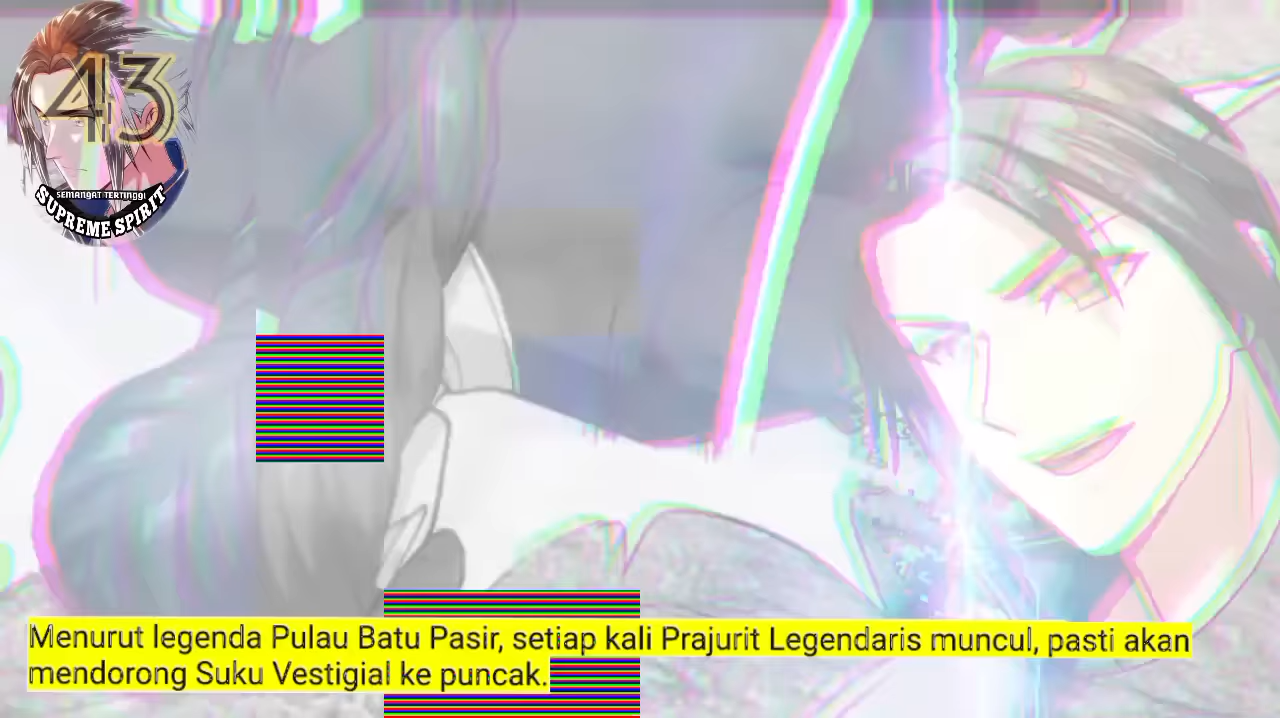 43
SEMANGAT TERTINGGI
SUPREME SPIRIT
Menurut legenda Pulau Batu Pasir, setiap kali Prajurit Legendaris muncul, pasti akan
mendorong Suku Vestigial ke puncak.